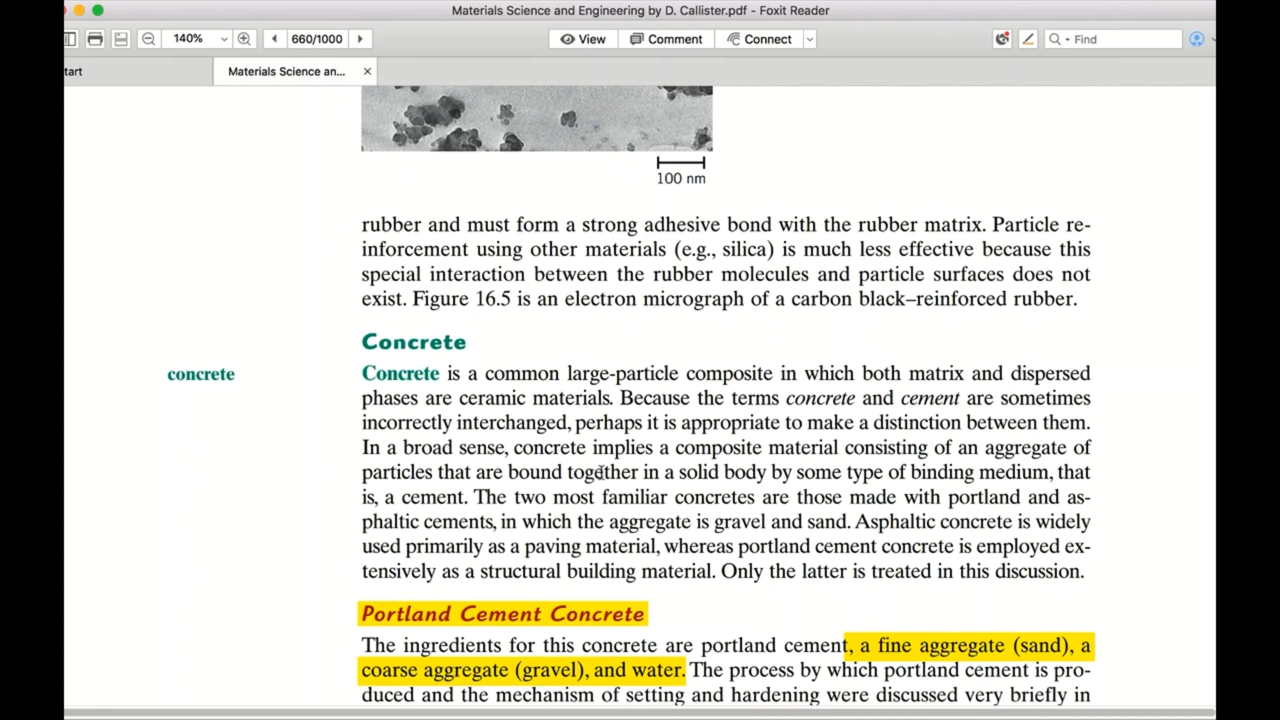 Materials Science and Engineering by D. Callister.pdf - Foxit Reader
140% 660/1000 View Comment Connect Find
tart Materials Science an...
100 nm
rubber and must form a strong adhesive bond with the rubber matrix. Particle re-
inforcement using other materials (e.g., silica) is much less effective because this
special interaction between the rubber molecules and particle surfaces does not
exist. Figure 16.5 is an electron micrograph of a carbon black–reinforced rubber.
Concrete
concrete
Concrete is a common large-particle composite in which both matrix and dispersed
phases are ceramic materials. Because the terms concrete and cement are sometimes
incorrectly interchanged, perhaps it is appropriate to make a distinction between them.
In a broad sense, concrete implies a composite material consisting of an aggregate of
particles that are bound together in a solid body by some type of binding medium, that
is, a cement. The two most familiar concretes are those made with portland and as-
phaltic cements, in which the aggregate is gravel and sand. Asphaltic concrete is widely
used primarily as a paving material, whereas portland cement concrete is employed ex-
tensively as a structural building material. Only the latter is treated in this discussion.
Portland Cement Concrete
The ingredients for this concrete are portland cement, a fine aggregate (sand), a
coarse aggregate (gravel), and water. The process by which portland cement is pro-
duced and the mechanism of setting and hardening were discussed very briefly in